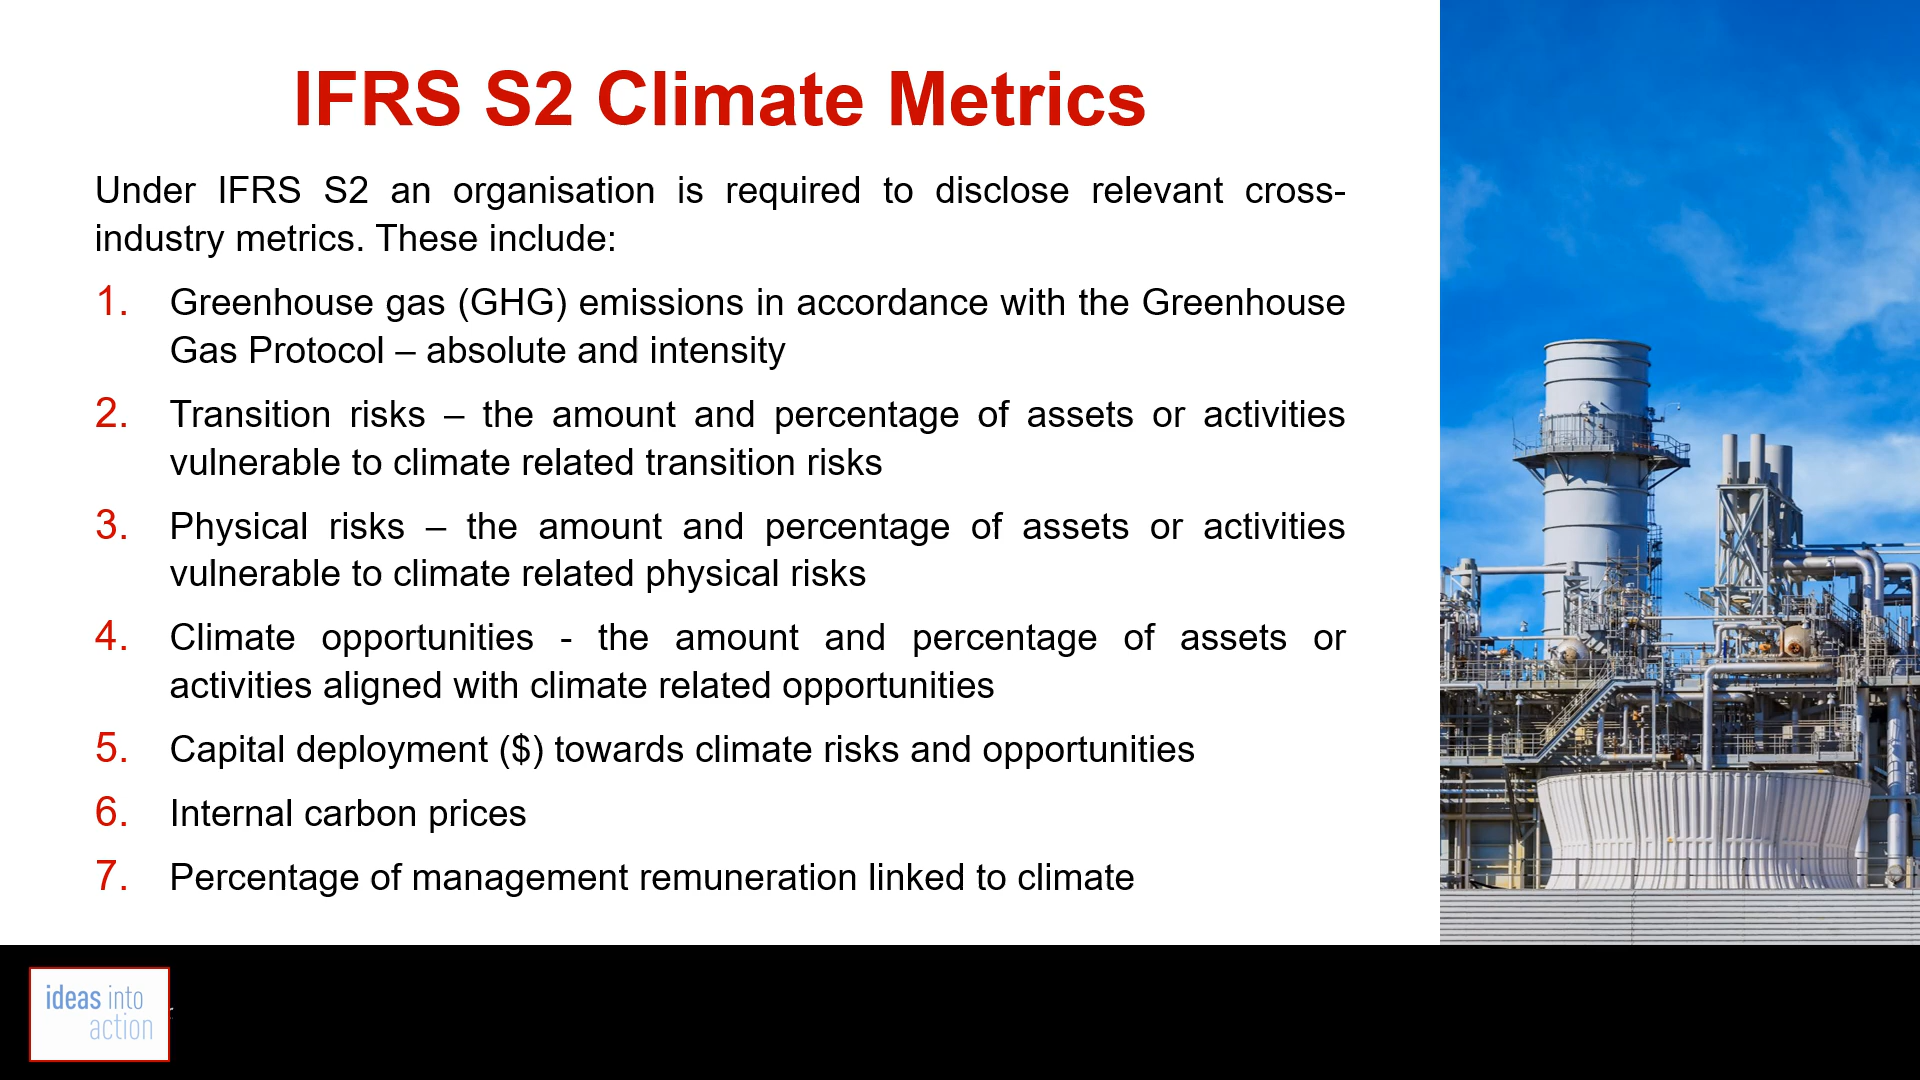 IFRS S2 Climate Metrics
Under IFRS S2 an organisation is required to disclose relevant cross-
industry metrics. These include:
1. Greenhouse gas (GHG) emissions in accordance with the Greenhouse
Gas Protocol – absolute and intensity
2. Transition risks – the amount and percentage of assets or activities
vulnerable to climate related transition risks
3. Physical risks – the amount and percentage of assets or activities
vulnerable to climate related physical risks
4. Climate opportunities - the amount and percentage of assets or
activities aligned with climate related opportunities
5. Capital deployment ($) towards climate risks and opportunities
6. Internal carbon prices
7. Percentage of management remuneration linked to climate
ideas into
action